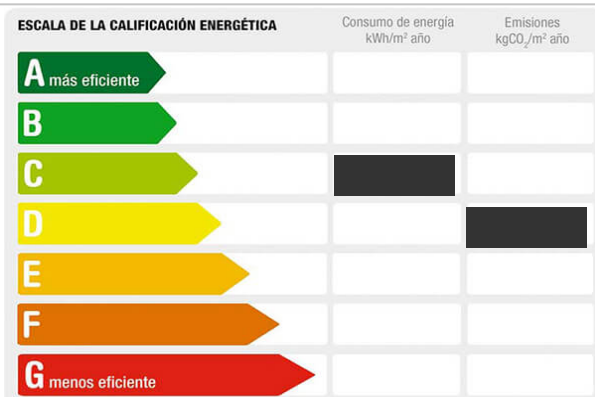 ESCALA DE LA CALIFICACIÓN ENERGÉTICA
Consumo de energía
kWh/m² año
Emisiones
kgCO₂/m² año
A más eficiente
B
C
D
E
F
G menos eficiente